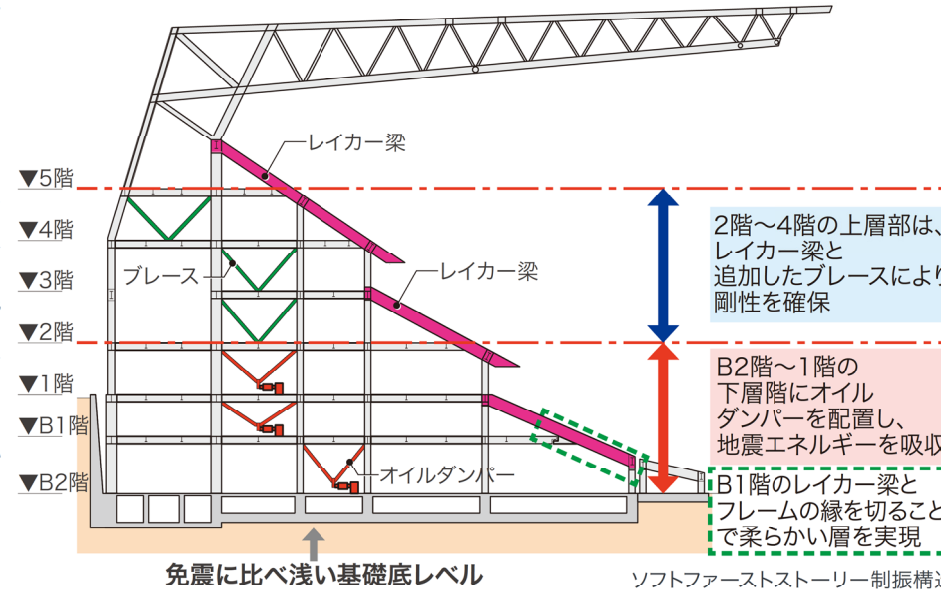 レイカー梁
▼5階
▼4階
▼3階
▼2階
▼1階
▼B1階
▼B2階
ブレース
レイカー梁
オイルダンパー
2階〜4階の上層部は、
レイカー梁と
追加したブレースにより
剛性を確保
B2階〜1階の
下層階にオイル
ダンパーを配置し、
地震エネルギーを吸収
B1階のレイカー梁と
フレームの縁を切ること
で柔らかい層を実現
免震に比べ浅い基礎底レベル
ソフトファーストストーリー制振構造